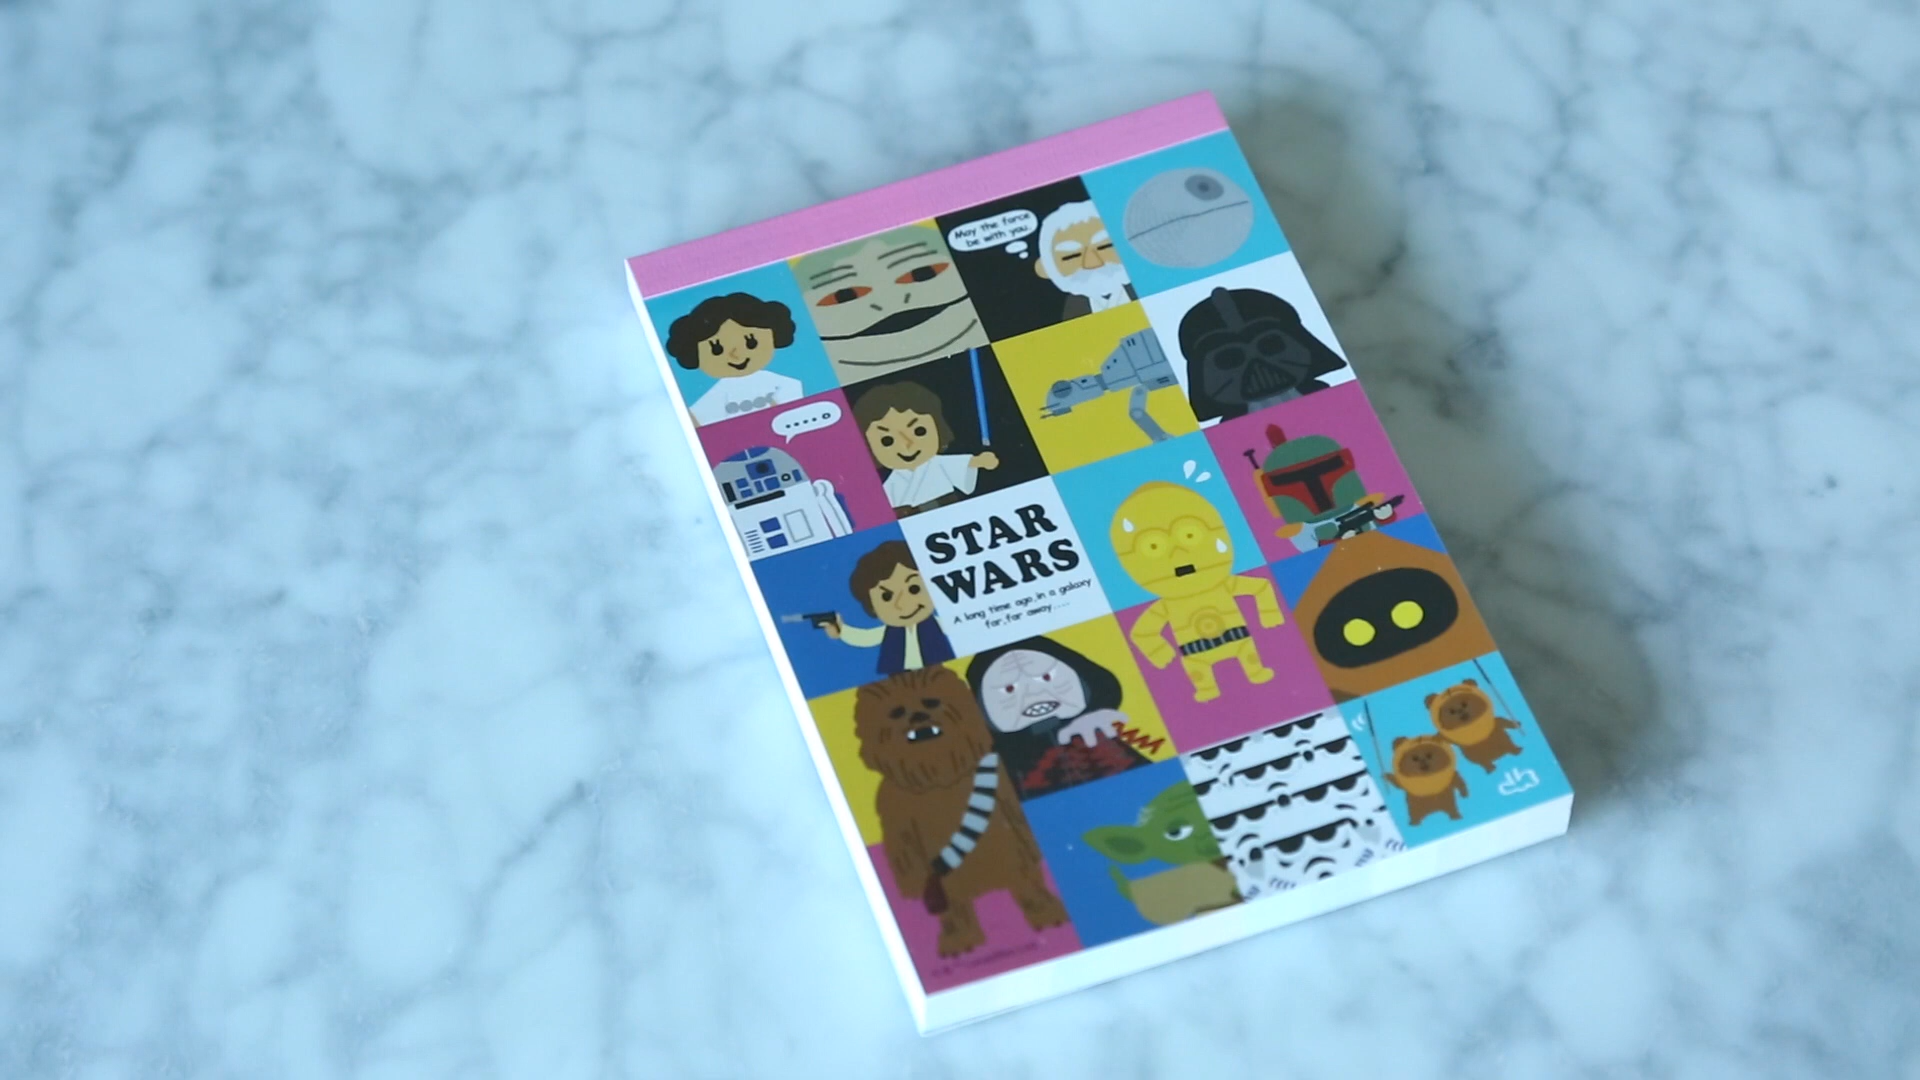 May the force
be with you.
STAR
WARS
A long time ago, in a galaxy
far, far away.....